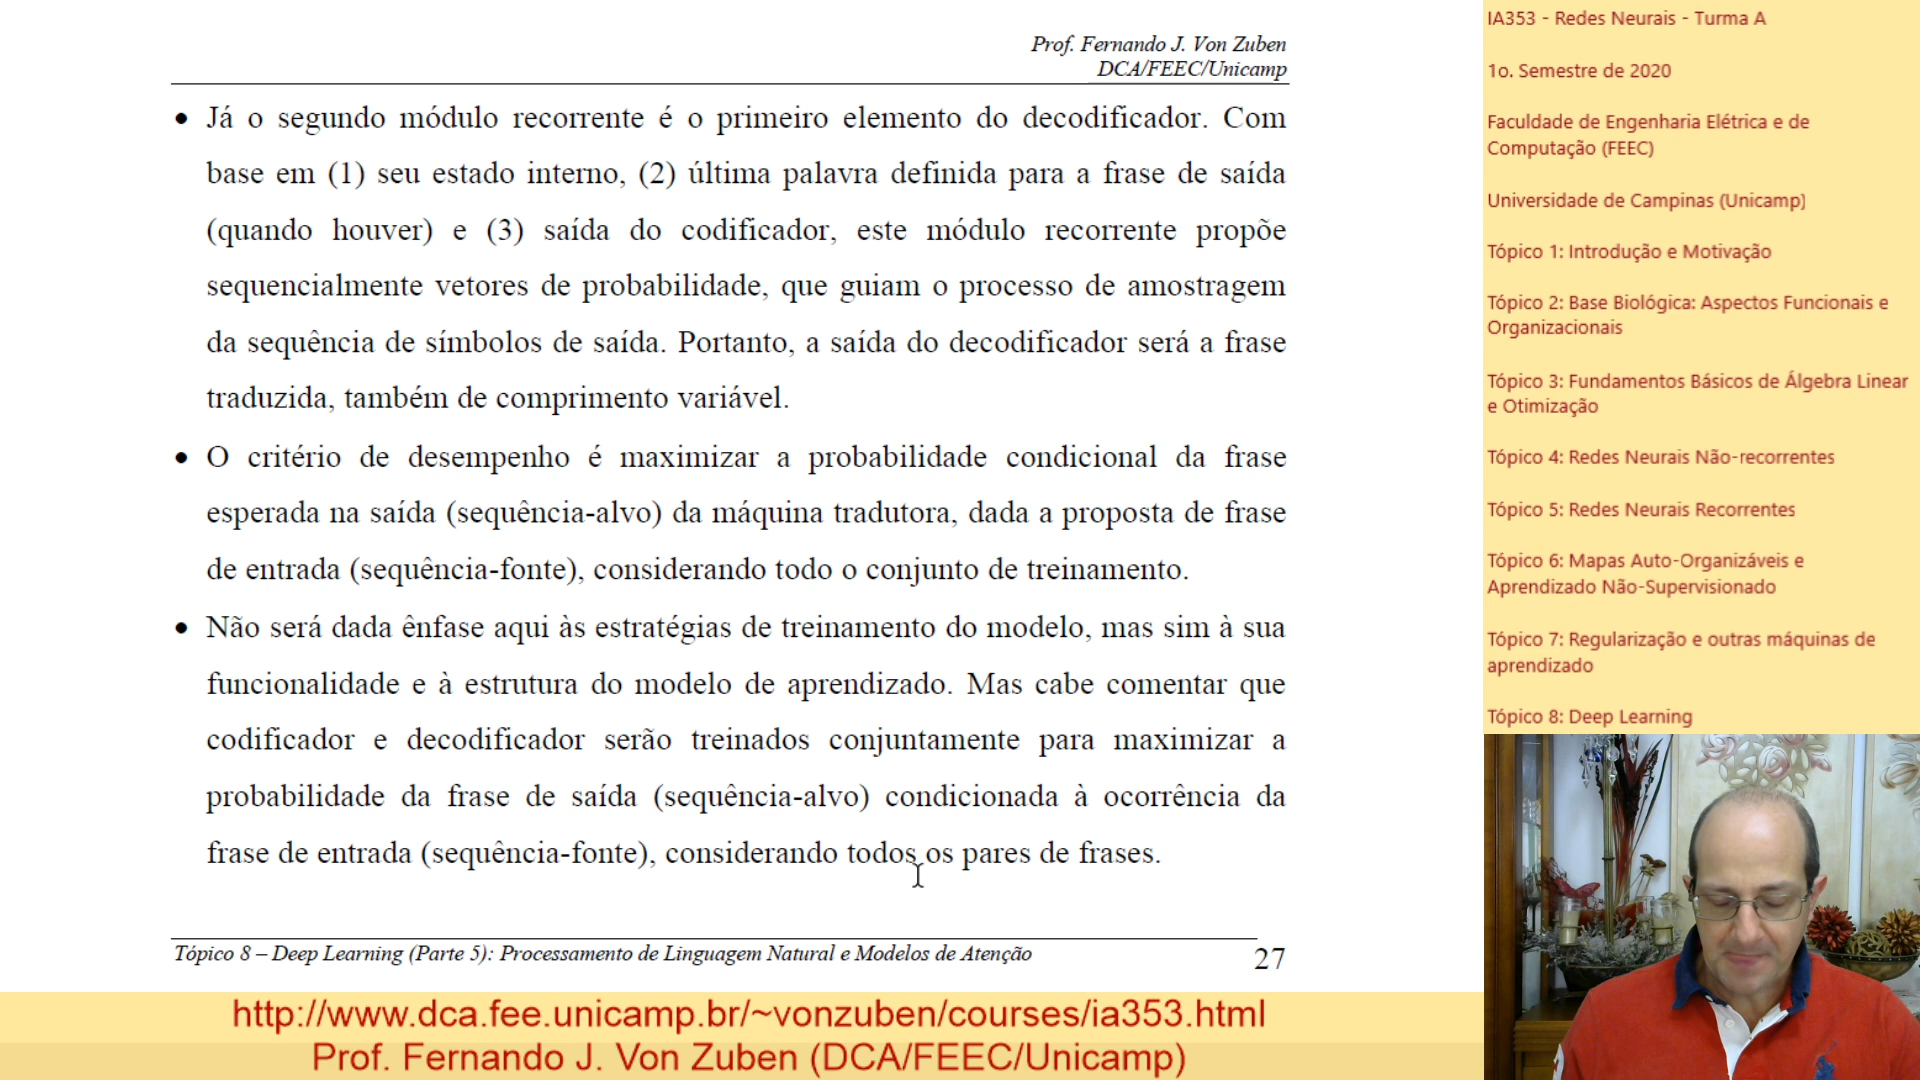 Prof. Fernando J. Von Zuben
DCA/FEEC/Unicamp
• Já o segundo módulo recorrente é o primeiro elemento do decodificador. Com
base em (1) seu estado interno, (2) última palavra definida para a frase de saída
(quando houver) e (3) saída do codificador, este módulo recorrente propõe
sequencialmente vetores de probabilidade, que guiam o processo de amostragem
da sequência de símbolos de saída. Portanto, a saída do decodificador será a frase
traduzida, também de comprimento variável.
• O critério de desempenho é maximizar a probabilidade condicional da frase
esperada na saída (sequência-alvo) da máquina tradutora, dada a proposta de frase
de entrada (sequência-fonte), considerando todo o conjunto de treinamento.
• Não será dada ênfase aqui às estratégias de treinamento do modelo, mas sim à sua
funcionalidade e à estrutura do modelo de aprendizado. Mas cabe comentar que
codificador e decodificador serão treinados conjuntamente para maximizar a
probabilidade da frase de saída (sequência-alvo) condicionada à ocorrência da
frase de entrada (sequência-fonte), considerando todos os pares de frases.
Tópico 8 – Deep Learning (Parte 5): Processamento de Linguagem Natural e Modelos de Atenção
27
http://www.dca.fee.unicamp.br/~vonzuben/courses/ia353.html
Prof. Fernando J. Von Zuben (DCA/FEEC/Unicamp)
IA353 - Redes Neurais - Turma A
1o. Semestre de 2020
Faculdade de Engenharia Elétrica e de
Computação (FEEC)
Universidade de Campinas (Unicamp)
Tópico 1: Introdução e Motivação
Tópico 2: Base Biológica: Aspectos Funcionais e
Organizacionais
Tópico 3: Fundamentos Básicos de Álgebra Linear
e Otimização
Tópico 4: Redes Neurais Não-recorrentes
Tópico 5: Redes Neurais Recorrentes
Tópico 6: Mapas Auto-Organizáveis e
Aprendizado Não-Supervisionado
Tópico 7: Regularização e outras máquinas de
aprendizado
Tópico 8: Deep Learning